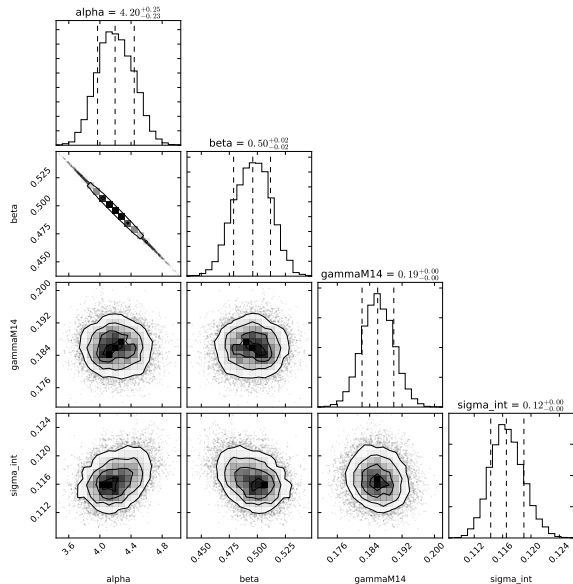 alpha = 4.20+0.25−0.23
beta = 0.50+0.02−0.02
0.525
0.500
0.475
0.450
beta
gammaM14 = 0.19+0.00−0.00
0.200
0.192
0.184
0.176
gammaM14
sigma_int = 0.12+0.00−0.00
0.124
0.120
0.116
0.112
sigma_int
3.6 4.0 4.4 4.8
0.450 0.475 0.500 0.525
0.176 0.184 0.192 0.200
0.112 0.116 0.120 0.124
alpha beta gammaM14 sigma_int